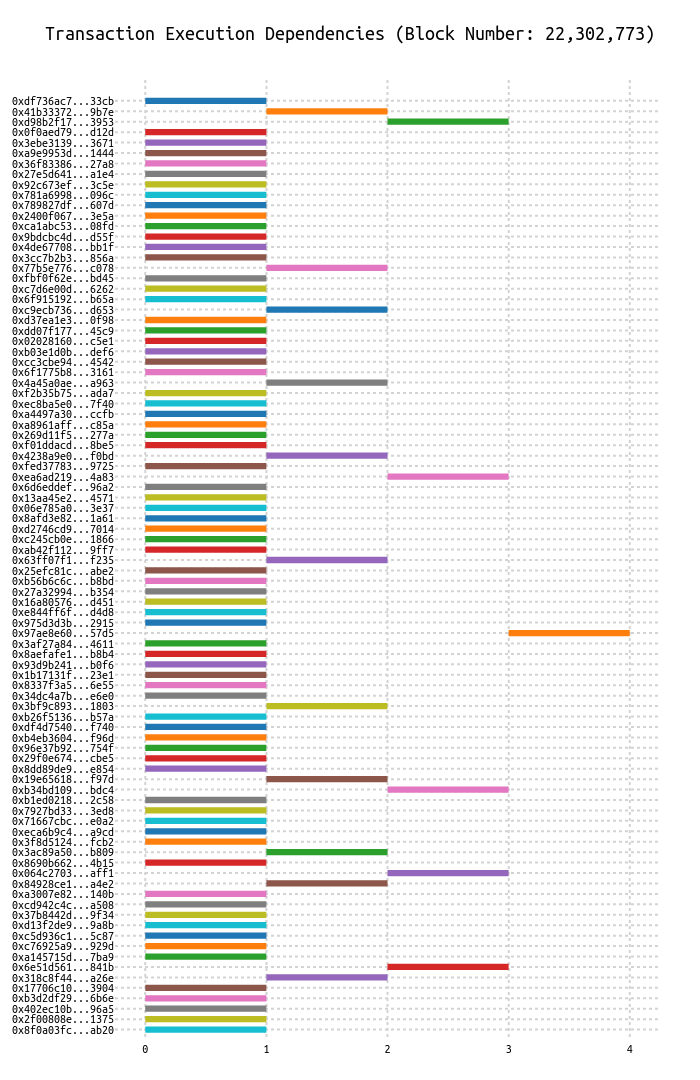 Transaction Execution Dependencies (Block Number: 22,302,773)
0xdf736ac7...33cb
0x41b33372...9b7e
0xd98b2f17...3953
0x0f0aed79...d12d
0x3ebe3139...3671
0xa9e9953d...1444
0x36f83386...27a8
0x27e5d641...a1e4
0x92c673ef...3c5e
0x781a6998...096c
0x789827df...607d
0x2400f067...3e5a
0xca1abc53...08fd
0x9bdcbc4d...d55f
0x4de67708...bb1f
0x3cc7b2b3...856a
0x77b5e776...c078
0xfbf0f62e...bd45
0xc7d6e00d...6262
0x6f915192...b65a
0xc9ecb736...d653
0xd37ea1e3...0f98
0xdd07f177...45c9
0x02028160...c5e1
0xb03e1d0b...def6
0xcc3cbe94...4542
0x6f1775b8...3161
0x4a45a0ae...a963
0xf2b35b75...ada7
0xec8ba5e0...7f40
0xa4497a30...ccfb
0xa8961aff...c85a
0x269d11f5...277a
0xf01ddacd...8be5
0x4238a9e0...f0bd
0xfed37783...9725
0xea6ad219...4a83
0x6d6eddef...96a2
0x13aa45e2...4571
0x06e785a0...3e37
0x8afd3e82...1a61
0xd2746cd9...7014
0xc245cb0e...1866
0xab42f112...9ff7
0x63ff07f1...f235
0x25efc81c...abe2
0xb56b6c6c...b8bd
0x27a32994...b354
0x16a80576...d451
0xe844ff6f...d4d8
0x975d3d3b...2915
0x97ae8e60...57d5
0x3af27a84...4611
0x8aefafe1...b8b4
0x93d9b241...b0f6
0x1b17131f...23e1
0x8337f3a5...6e55
0x34dc4a7b...e6e0
0x3bf9c893...1803
0xb26f5136...b57a
0xdf4d7540...f740
0xb4eb3604...f96d
0x96e37b92...754f
0x29f0e674...cbe5
0x8dd89de9...e854
0x19e65618...f97d
0xb34bd109...bdc4
0xb1ed0218...2c58
0x7927bd33...3ed8
0x71667cbc...e0a2
0xeca6b9c4...a9cd
0x3f8d5124...fcb2
0x3ac89a50...b809
0x8690b662...4b15
0x064c2703...aff1
0x84928ce1...a4e2
0xa3007e82...140b
0xcd942c4c...a508
0x37b8442d...9f34
0xd13f2de9...9a8b
0xc5d936c1...5c87
0xc76925a9...929d
0xa145715d...7ba9
0x6e51d561...841b
0x318c8f44...a26e
0x17706c10...3904
0xb3d2df29...6b6e
0x402ec10b...96a5
0x2f00808e...1375
0x8f0a03fc...ab20
0 1 2 3 4